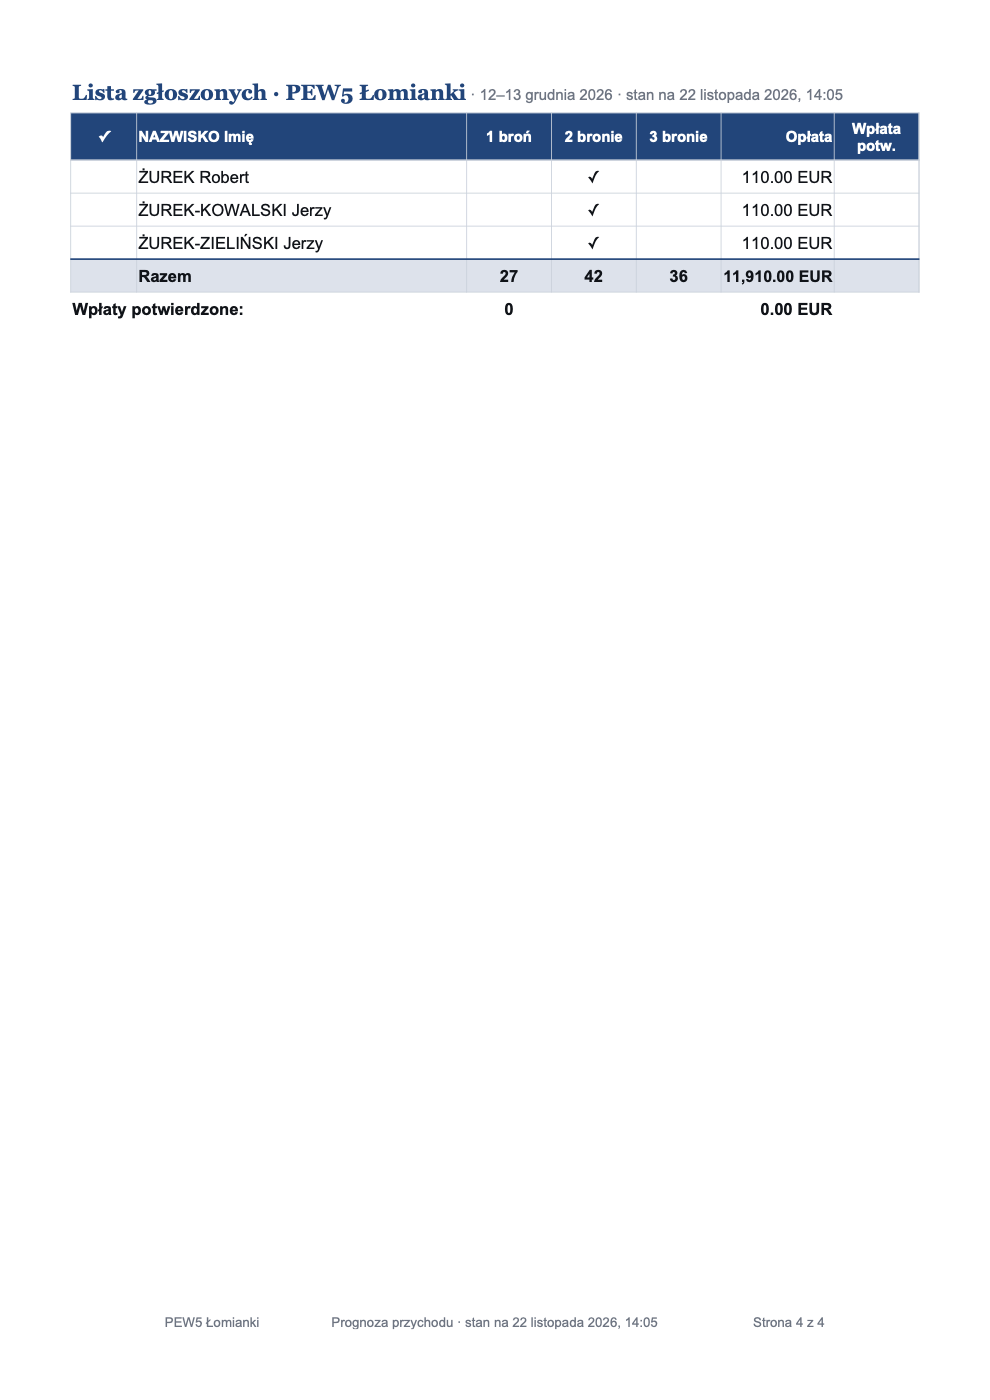 Lista zgłoszonych · PEW5 Łomianki · 12–13 grudnia 2026 · stan na 22 listopada 2026, 14:05
✓ NAZWISKO Imię 1 broń 2 bronie 3 bronie Opłata Wpłata potw.
ŻUREK Robert ✓ 110.00 EUR
ŻUREK-KOWALSKI Jerzy ✓ 110.00 EUR
ŻUREK-ZIELIŃSKI Jerzy ✓ 110.00 EUR
Razem 27 42 36 11,910.00 EUR
Wpłaty potwierdzone: 0 0.00 EUR
PEW5 Łomianki Prognoza przychodu · stan na 22 listopada 2026, 14:05 Strona 4 z 4